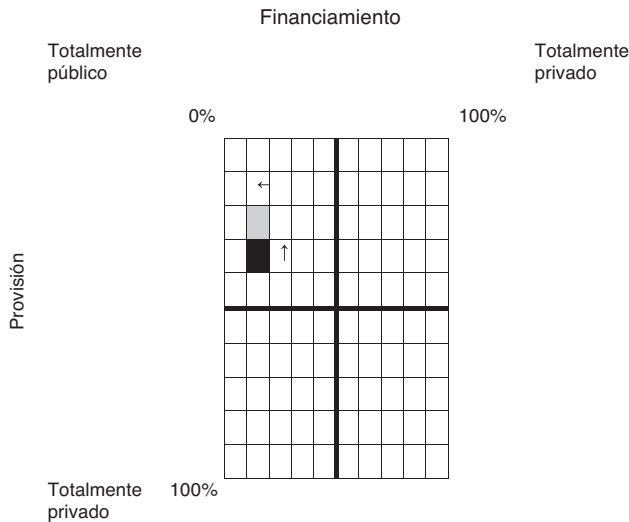 Financiamiento
Totalmente
público
Totalmente
privado
0%
100%
←
↑
Provisión
Totalmente
privado
100%